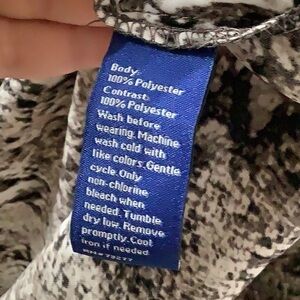 Body:
100% Polyester
Contrast:
100% Polyester
Wash before
wearing. Machine
wash cold with
like colors. Gentle
cycle. Only
non-chlorine
bleach when
needed. Tumble
dry low. Remove
promptly. Cool
iron if needed